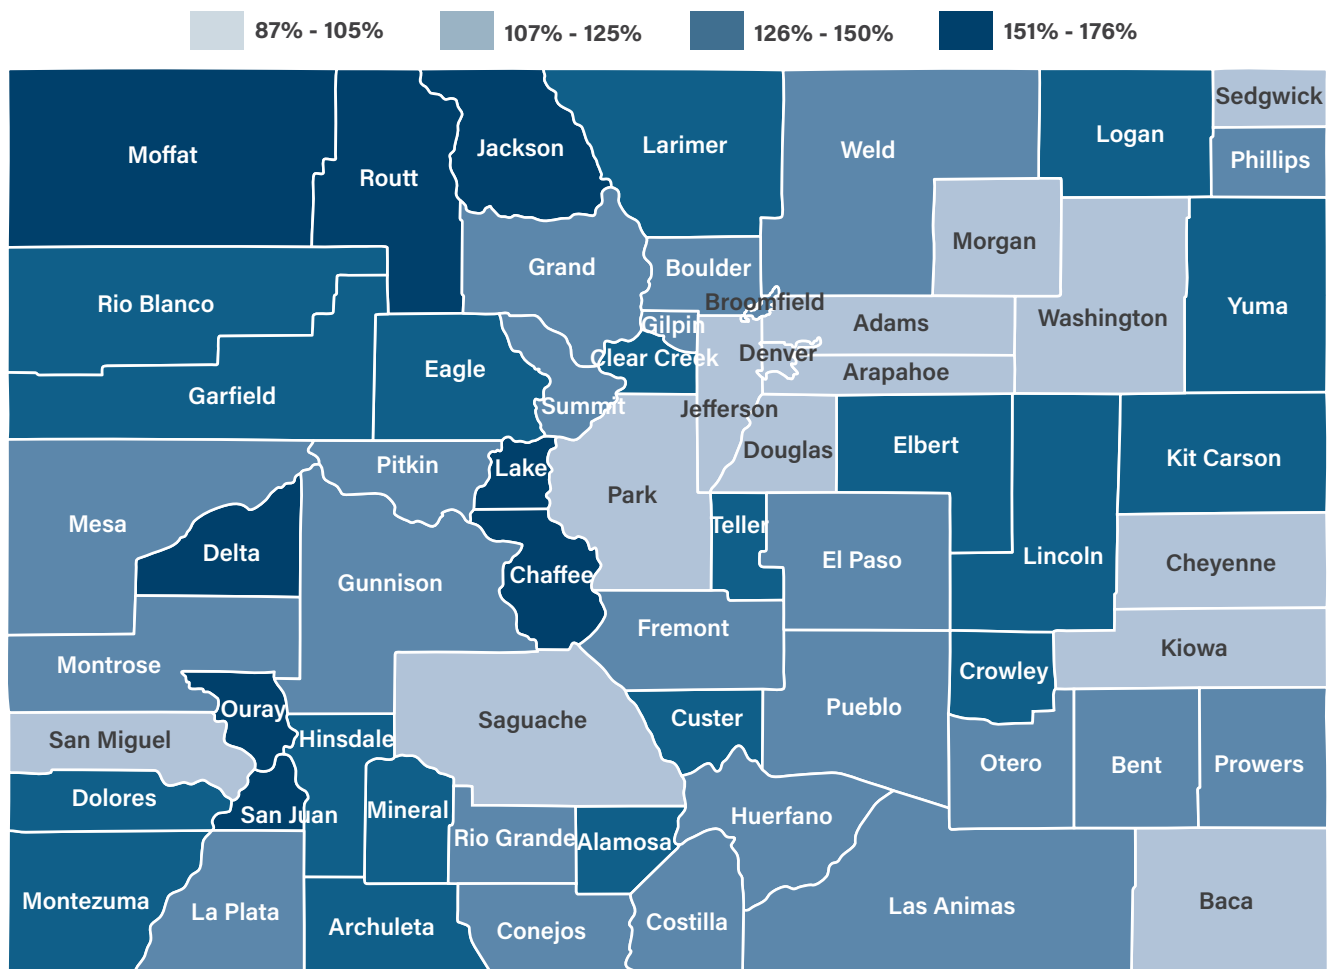 87% - 105%
107% - 125%
126% - 150%
151% - 176%
Sedgwick
Logan
Larimer
Jackson
Weld
Moffat
Phillips
Routt
Morgan
Grand
Boulder
Rio Blanco
Broomfield
Yuma
Washington
Gilpin
Adams
Denver
Clear Creek
Eagle
Arapahoe
Garfield
Summit
Jefferson
Elbert
Douglas
Kit Carson
Pitkin
Lake
Park
Mesa
Teller
Delta
Lincoln
El Paso
Cheyenne
Chaffee
Gunnison
Fremont
Kiowa
Montrose
Crowley
Ouray
Pueblo
Custer
Saguache
San Miguel
Hinsdale
Otero
Bent
Prowers
Dolores
Mineral
San Juan
Huerfano
Rio Grande
Alamosa
Montezuma
Baca
Las Animas
La Plata
Costilla
Archuleta
Conejos